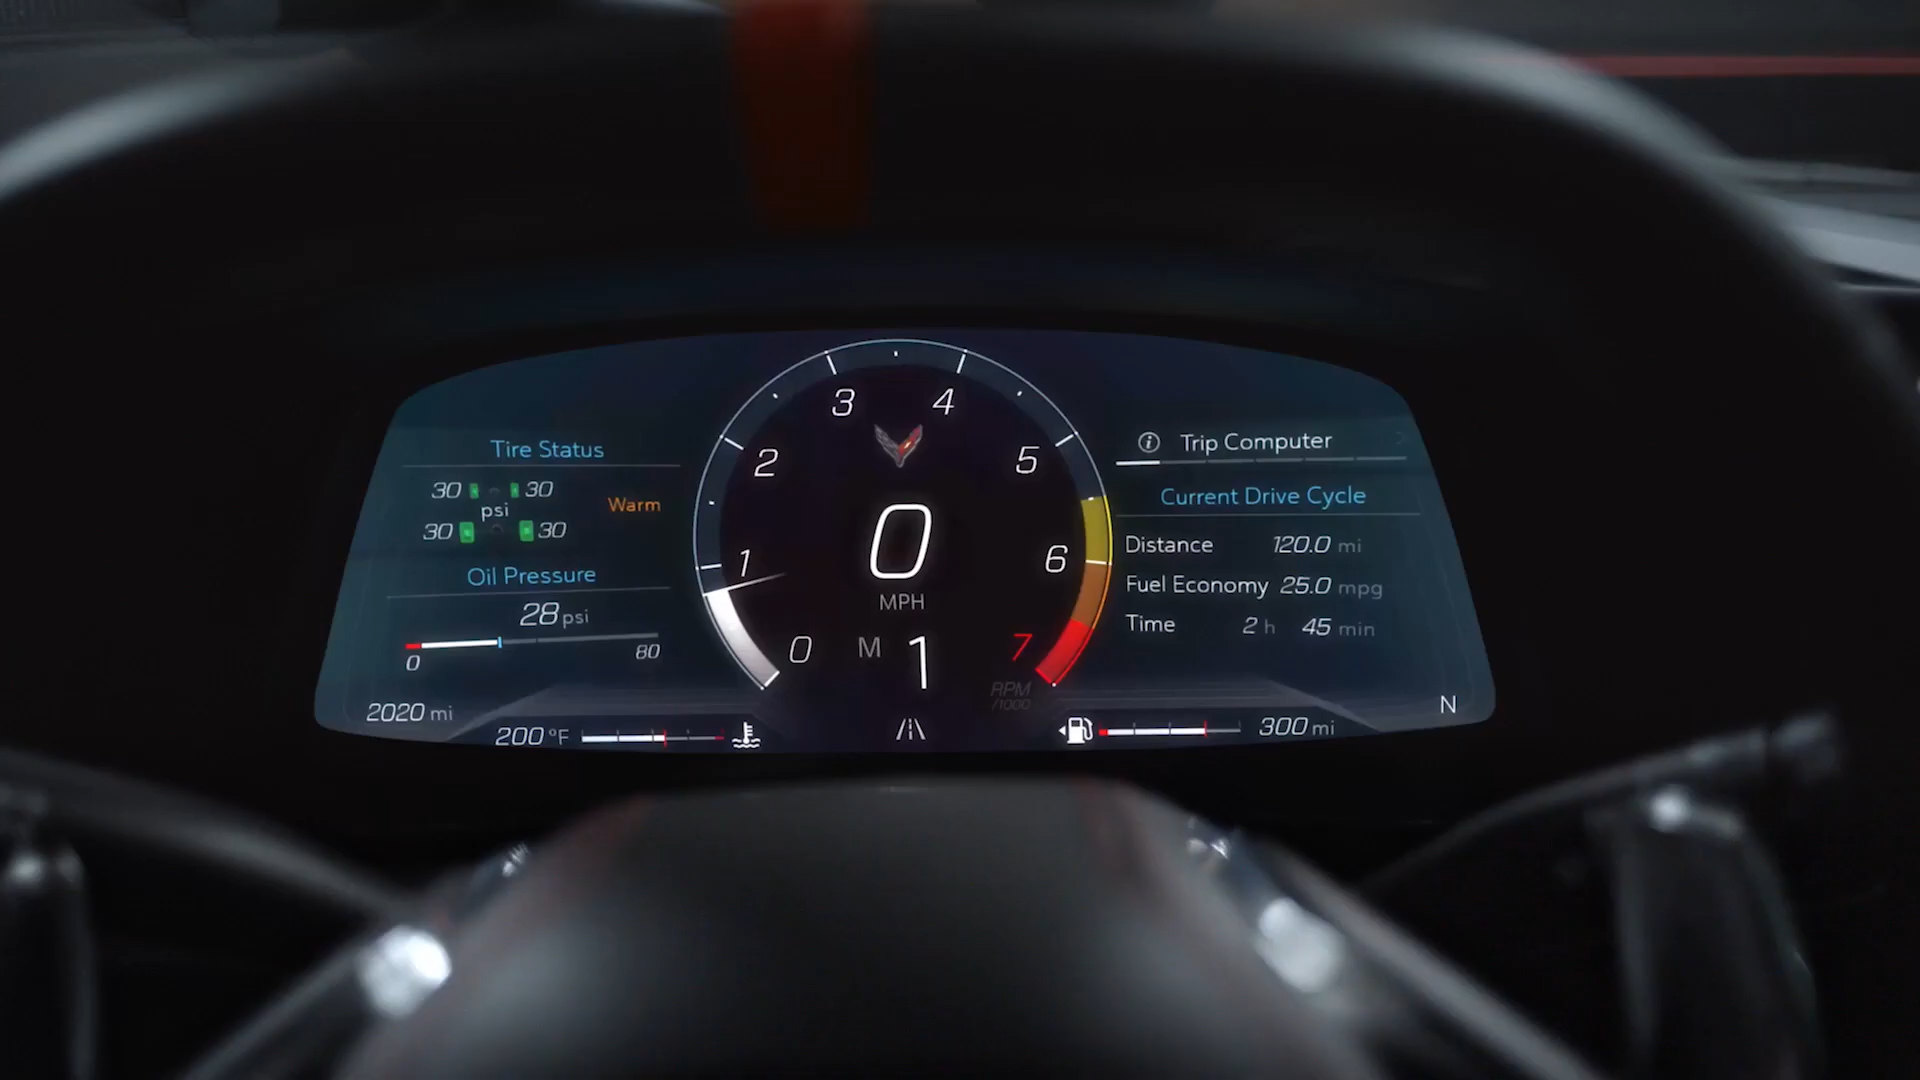 Tire Status
30 30
psi
Warm
30 30
Oil Pressure
28 psi
0 80
2020 mi
200 °F
0
1
2
3
4
5
6
7
RPM
/1000
0
MPH
M 1
Trip Computer
Current Drive Cycle
Distance 120.0 mi
Fuel Economy 25.0 mpg
Time 2 h 45 min
N
300 mi